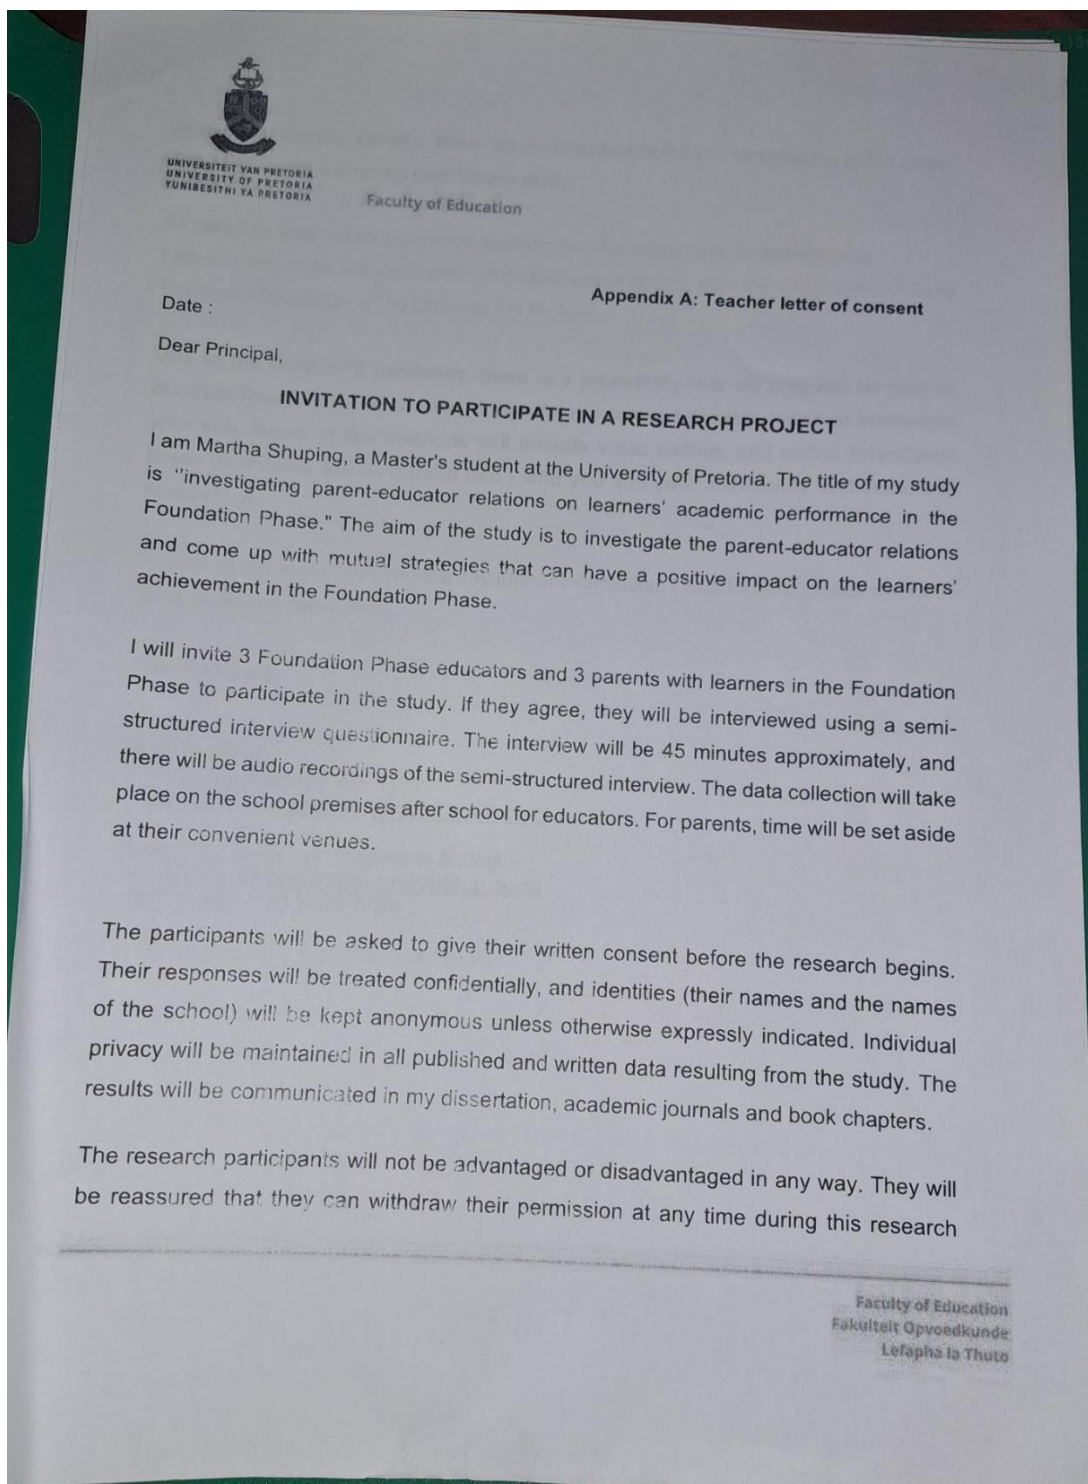 UNIVERSITEIT VAN PRETORIA
UNIVERSITY OF PRETORIA
YUNIBESITHI YA PRETORIA
Faculty of Education
Appendix A: Teacher letter of consent
Date :
Dear Principal,
INVITATION TO PARTICIPATE IN A RESEARCH PROJECT
I am Martha Shuping, a Master's student at the University of Pretoria. The title of my study
is ‘'investigating parent-educator relations on learners’ academic performance in the
Foundation Phase." The aim of the study is to investigate the parent-educator relations
and come up with mutual strategies that can have a positive impact on the learners’
achievement in the Foundation Phase.
I will invite 3 Foundation Phase educators and 3 parents with learners in the Foundation
Phase to participate in the study. If they agree, they will be interviewed using a semi-
structured interview questionnaire. The interview will be 45 minutes approximately, and
there will be audio recordings of the semi-structured interview. The data collection will take
place on the school premises after school for educators. For parents, time will be set aside
at their convenient venues.
The participants will be asked to give their written consent before the research begins.
Their responses will be treated confidentially, and identities (their names and the names
of the school) will be kept anonymous unless otherwise expressly indicated. Individual
privacy will be maintained in all published and written data resulting from the study. The
results will be communicated in my dissertation, academic journals and book chapters.
The research participants will not be advantaged or disadvantaged in any way. They will
be reassured that they can withdraw their permission at any time during this research
Faculty of Education
Fakulteit Opvoedkunde
Lefapha la Thuto